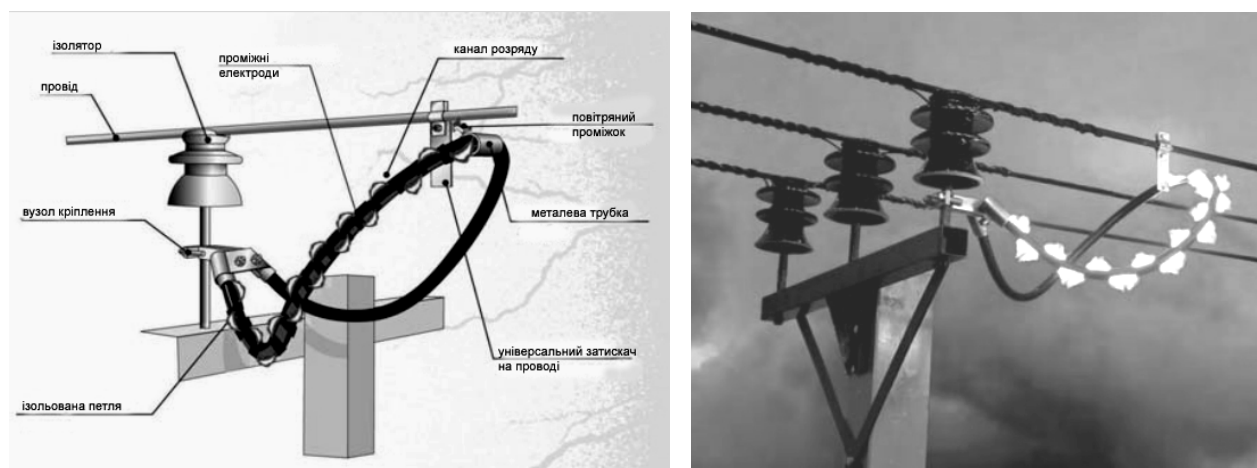 ізолятор
провід
проміжні
електроди
канал розряду
повітряний
проміжок
вузол кріплення
металева трубка
універсальний затискач
на проводі
ізольована петля